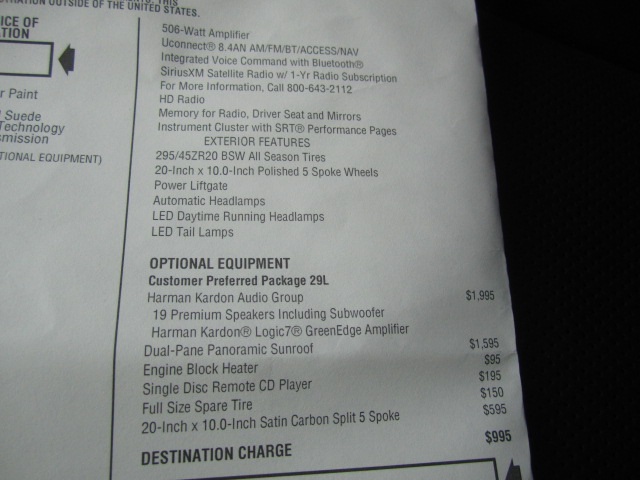 OUTSIDE OF THE UNITED STATES.
ICE OF
TION
r Paint
Suede
Technology
smission
TIONAL EQUIPMENT)
506-Watt Amplifier
Uconnect® 8.4AN AM/FM/BT/ACCESS/NAV
Integrated Voice Command with Bluetooth®
SiriusXM Satellite Radio w/ 1-Yr Radio Subscription
For More Information, Call 800-643-2112
HD Radio
Memory for Radio, Driver Seat and Mirrors
Instrument Cluster with SRT® Performance Pages
EXTERIOR FEATURES
295/45ZR20 BSW All Season Tires
20-Inch x 10.0-Inch Polished 5 Spoke Wheels
Power Liftgate
Automatic Headlamps
LED Daytime Running Headlamps
LED Tail Lamps
OPTIONAL EQUIPMENT
Customer Preferred Package 29L
Harman Kardon Audio Group $1,995
19 Premium Speakers Including Subwoofer
Harman Kardon® Logic7® GreenEdge Amplifier
Dual-Pane Panoramic Sunroof $1,595
Engine Block Heater $95
Single Disc Remote CD Player $195
Full Size Spare Tire $150
20-Inch x 10.0-Inch Satin Carbon Split 5 Spoke $595
DESTINATION CHARGE $995